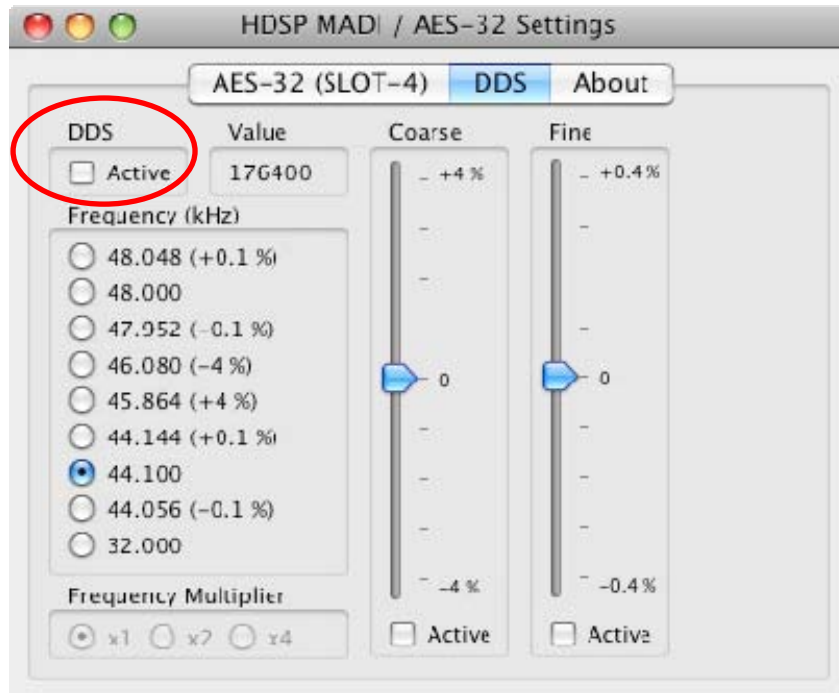 HDSP MADI / AES-32 Settings
AES-32 (SLOT-4) DDS About
DDS Value Coarse Fine
Active 176400
+4 % +0.4 %
Frequency (kHz)
48.048 (+0.1 %)
48.000
47.952 (-0.1 %)
46.080 (-4 %)
0 0
45.864 (+4 %)
44.144 (+0.1 %)
44.100
44.056 (-0.1 %)
32.000
-4 % -0.4 %
Frequency Multiplier
x1 x2 x4 Active Active